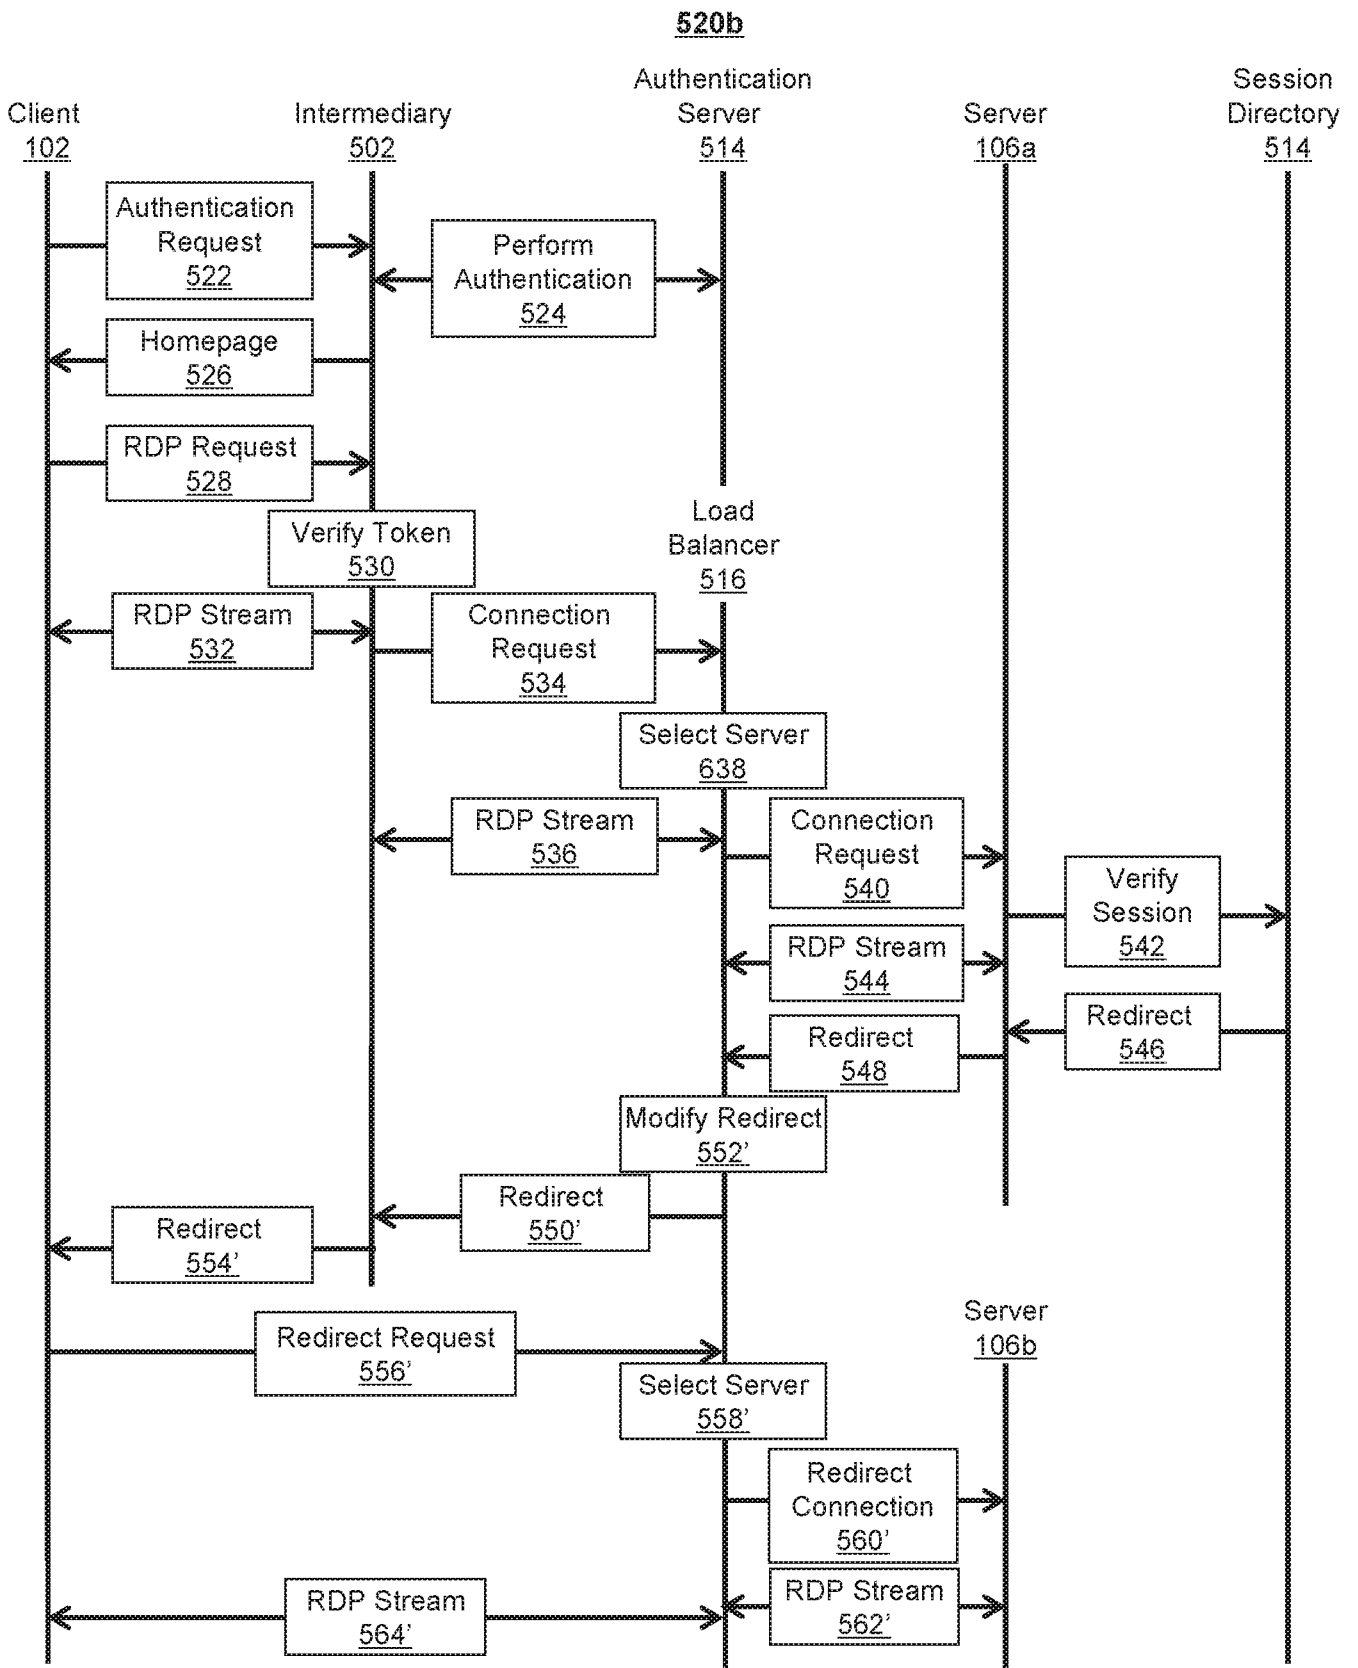 520b
Client
102
Intermediary
502
Authentication
Server
514
Server
106a
Session
Directory
514
Authentication
Request
522
Perform
Authentication
524
Homepage
526
RDP Request
528
Verify Token
530
Load
Balancer
516
RDP Stream
532
Connection
Request
534
Select Server
638
RDP Stream
536
Connection
Request
540
Verify
Session
542
RDP Stream
544
Redirect
546
Redirect
548
Modify Redirect
552'
Redirect
550'
Redirect
554'
Redirect Request
556'
Server
106b
Select Server
558'
Redirect
Connection
560'
RDP Stream
562'
RDP Stream
564'